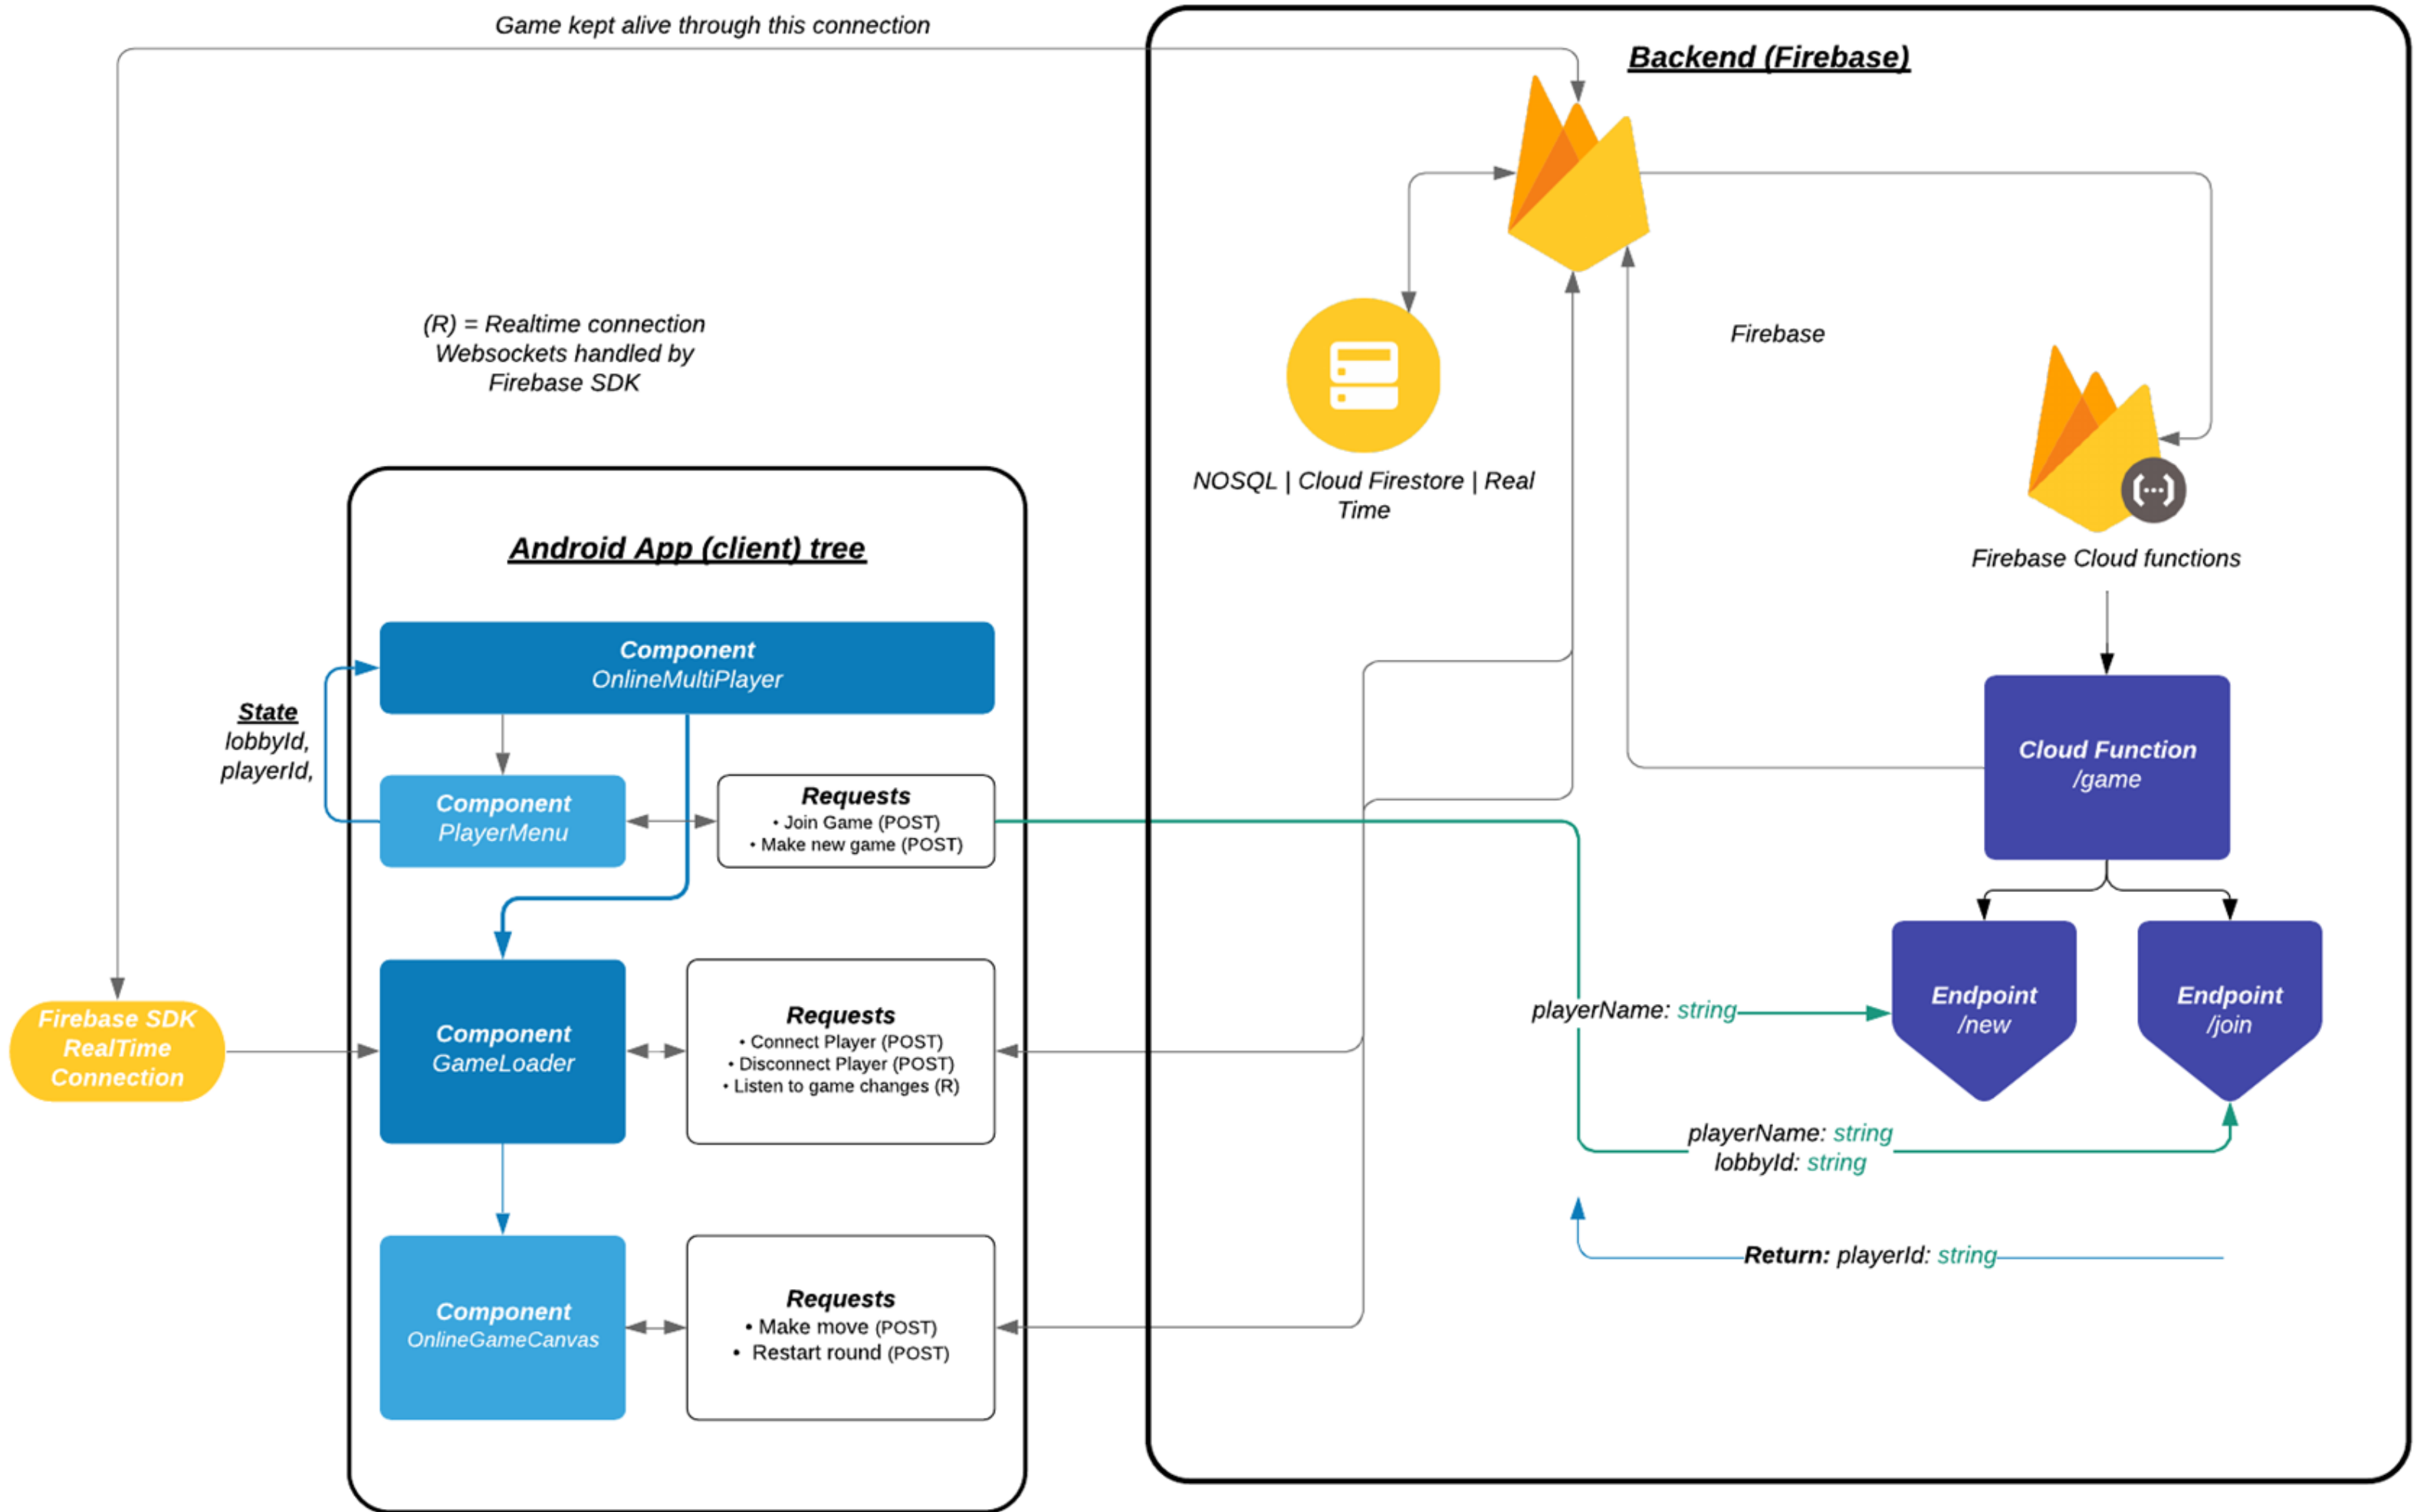 Game kept alive through this connection
Backend (Firebase)
(R) = Realtime connection
Websockets handled by
Firebase SDK
Firebase
NOSQL | Cloud Firestore | Real
Time
Firebase Cloud functions
Android App (client) tree
Component
OnlineMultiPlayer
State
lobbyId,
playerId,
Component
PlayerMenu
Requests
• Join Game (POST)
• Make new game (POST)
Cloud Function
/game
Firebase SDK
RealTime
Connection
Component
GameLoader
Requests
• Connect Player (POST)
• Disconnect Player (POST)
• Listen to game changes (R)
playerName: string
Endpoint
/new
Endpoint
/join
playerName: string
lobbyId: string
Return: playerId: string
Component
OnlineGameCanvas
Requests
• Make move (POST)
• Restart round (POST)